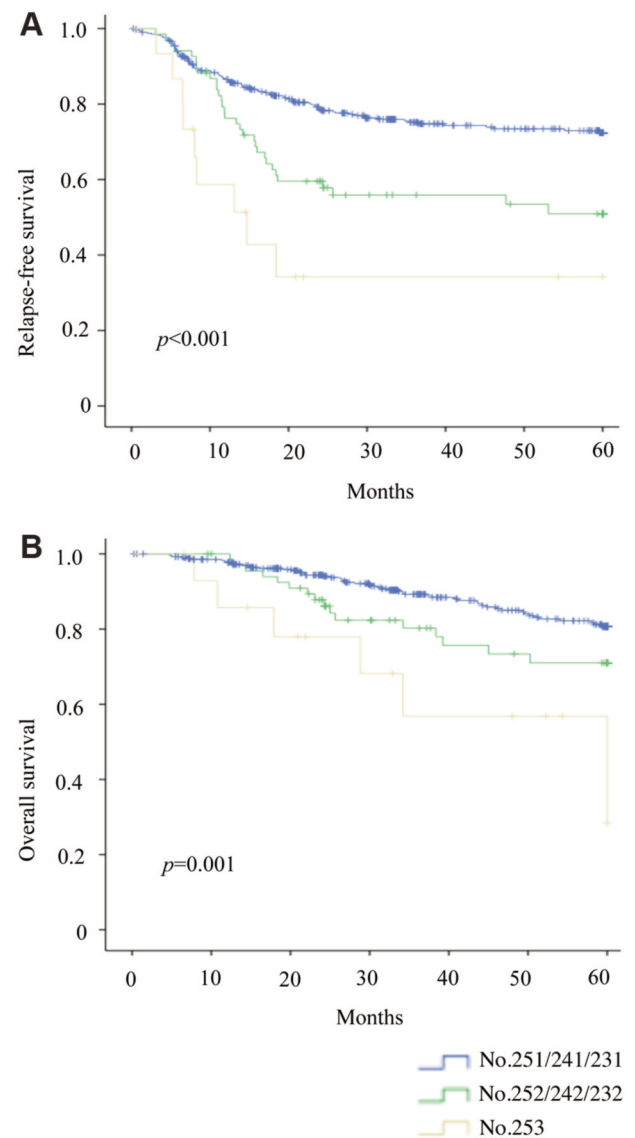 A
1.0
0.8
0.6
0.4
0.2
0
Relapse-free survival
p<0.001
0 10 20 30 40 50 60
Months
B
1.0
0.8
0.6
0.4
0.2
0
Overall survival
p=0.001
0 10 20 30 40 50 60
Months
No.251/241/231
No.252/242/232
No.253